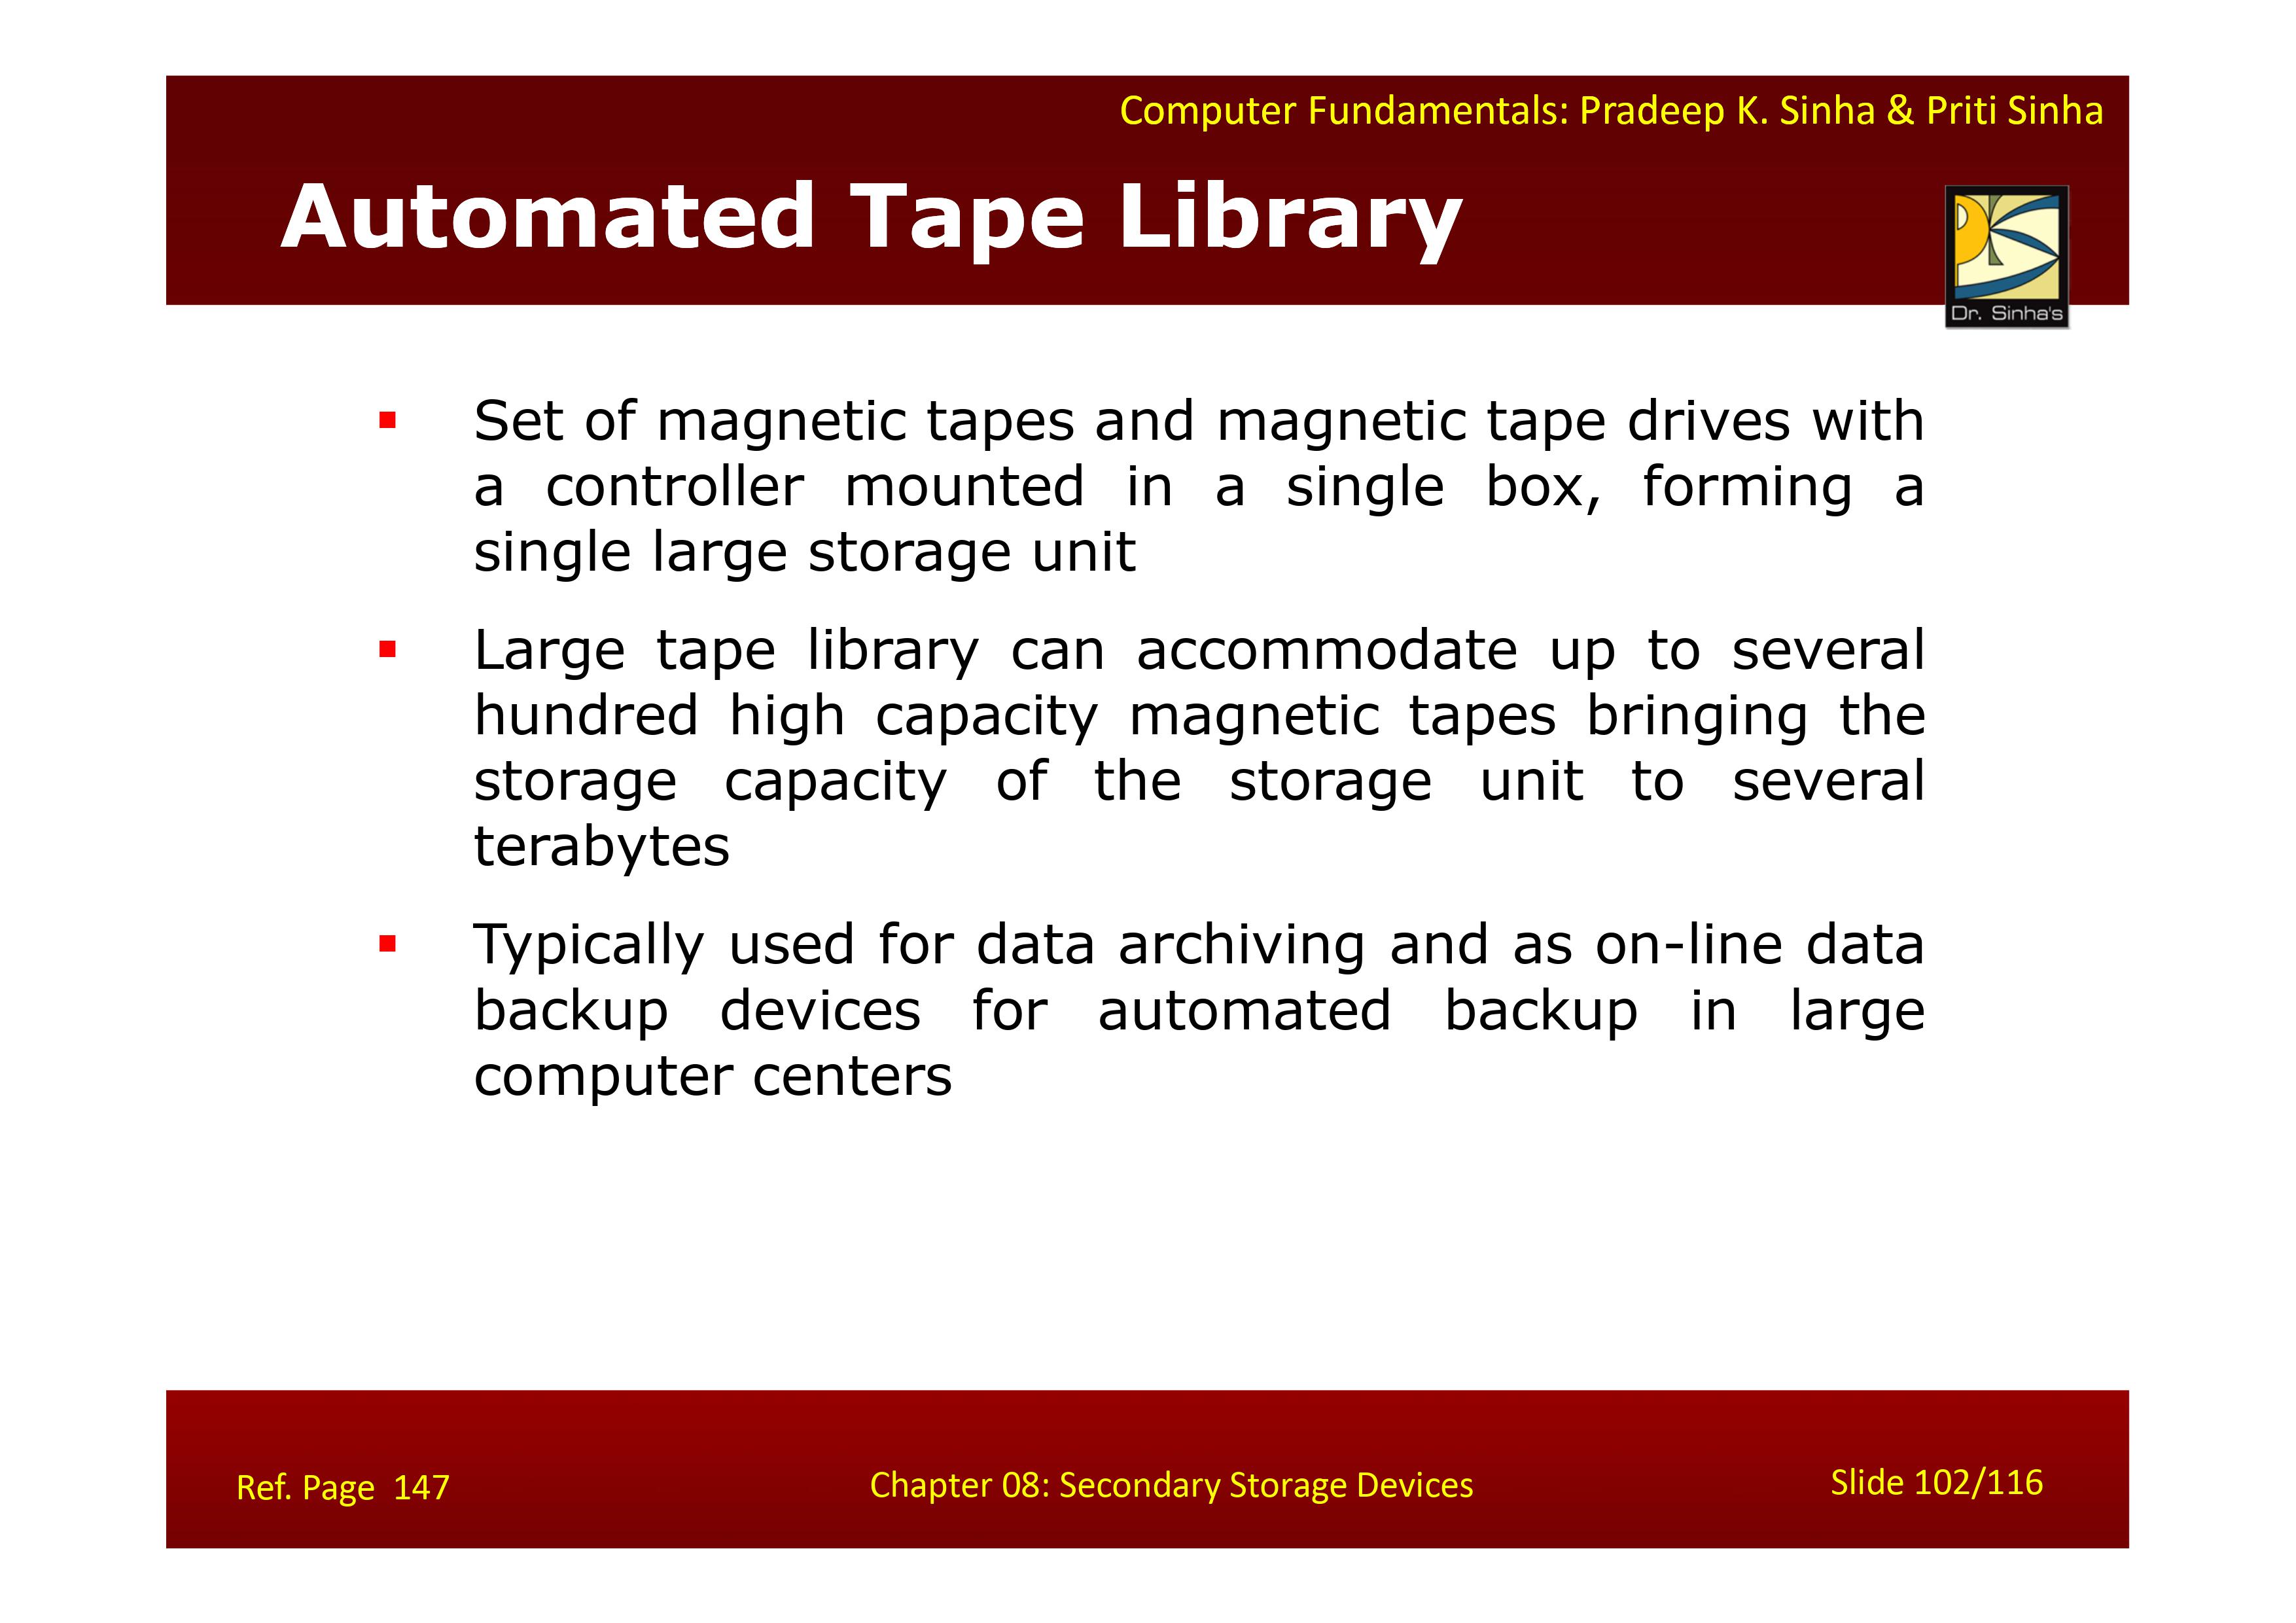 Computer Fundamentals: Pradeep K. Sinha & Priti Sinha
Automated Tape Library
Dr. Sinha's
▪ Set of magnetic tapes and magnetic tape drives with
a controller mounted in a single box, forming a
single large storage unit
▪ Large tape library can accommodate up to several
hundred high capacity magnetic tapes bringing the
storage capacity of the storage unit to several
terabytes
▪ Typically used for data archiving and as on-line data
backup devices for automated backup in large
computer centers
Ref. Page 147
Chapter 08: Secondary Storage Devices
Slide 102/116